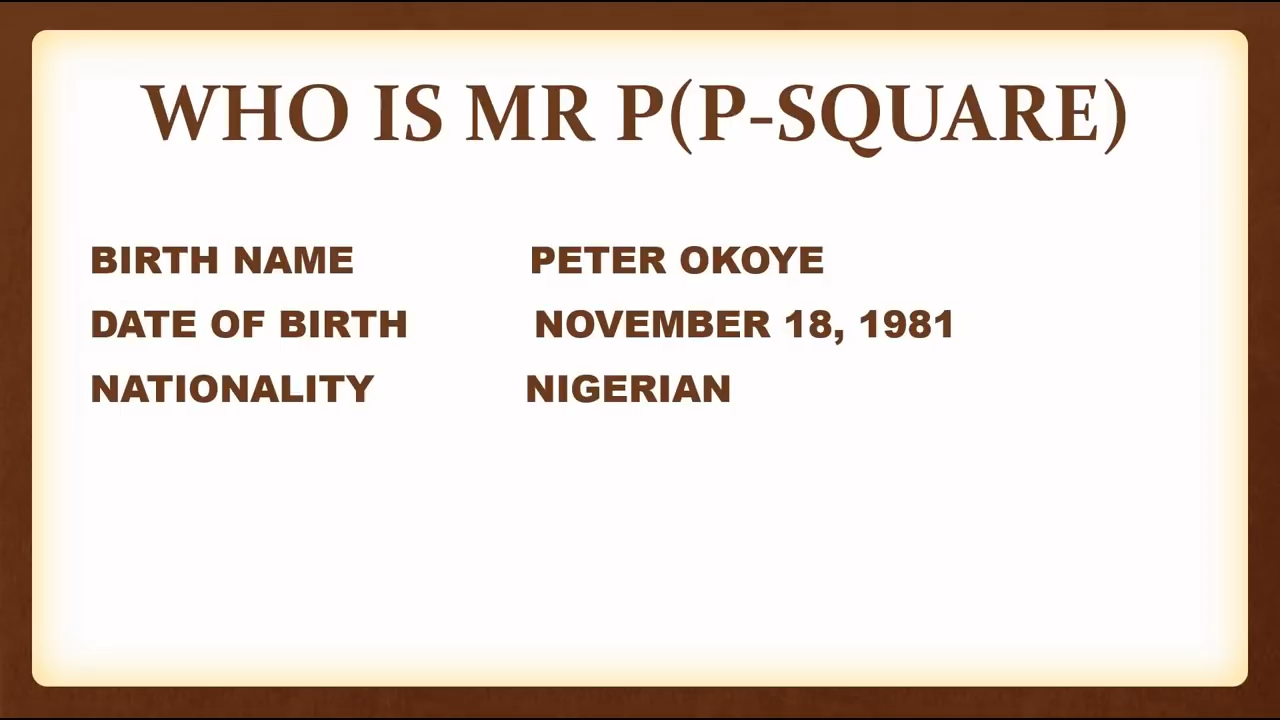 WHO IS MR P(P-SQUARE)
BIRTH NAME PETER OKOYE
DATE OF BIRTH NOVEMBER 18, 1981
NATIONALITY NIGERIAN